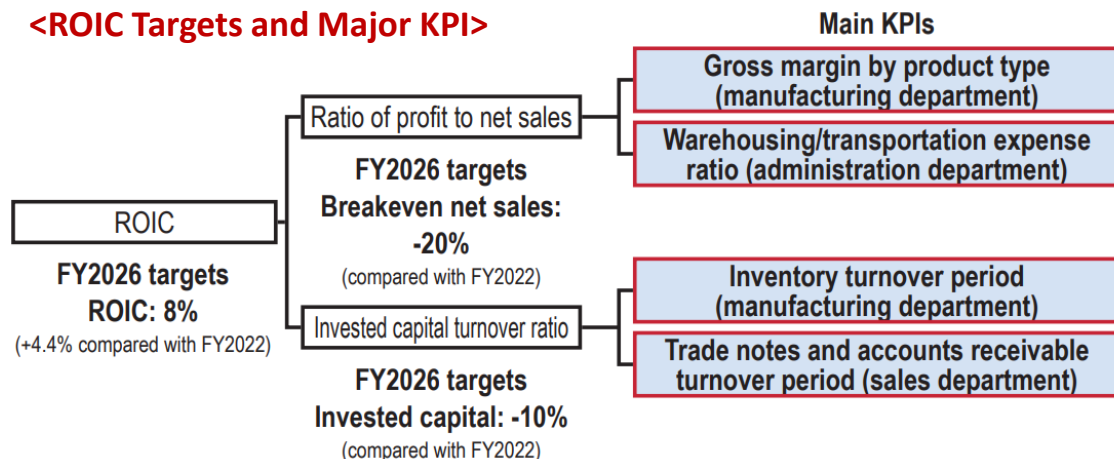 <ROIC Targets and Major KPI>
Main KPIs
Gross margin by product type
(manufacturing department)
Ratio of profit to net sales
Warehousing/transportation expense
ratio (administration department)
FY2026 targets
Breakeven net sales:
-20%
(compared with FY2022)
ROIC
FY2026 targets
ROIC: 8%
(+4.4% compared with FY2022)
Inventory turnover period
(manufacturing department)
Invested capital turnover ratio
Trade notes and accounts receivable
turnover period (sales department)
FY2026 targets
Invested capital: -10%
(compared with FY2022)